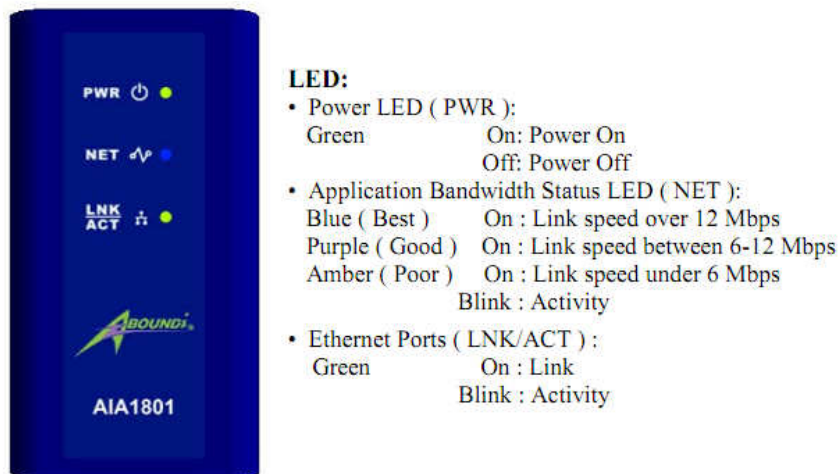 PWR
NET
LNK
ACT
ABOUNDi.
AIA1801
LED:
• Power LED ( PWR ):
Green On: Power On
Off: Power Off
• Application Bandwidth Status LED ( NET ):
Blue ( Best ) On : Link speed over 12 Mbps
Purple ( Good ) On : Link speed between 6-12 Mbps
Amber ( Poor ) On : Link speed under 6 Mbps
Blink : Activity
• Ethernet Ports ( LNK/ACT ) :
Green On : Link
Blink : Activity